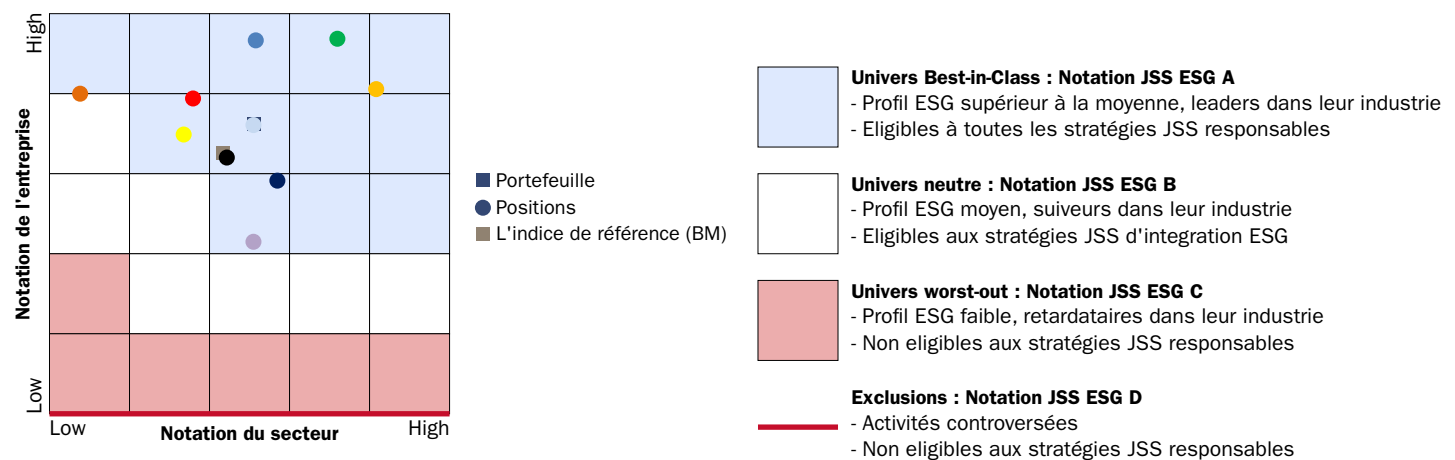 High
Notation de l'entreprise
Low
Low
Notation du secteur
High
Portefeuille
Positions
L'indice de référence (BM)
Univers Best-in-Class : Notation JSS ESG A
- Profil ESG supérieur à la moyenne, leaders dans leur industrie
- Eligibles à toutes les stratégies JSS responsables
Univers neutre : Notation JSS ESG B
- Profil ESG moyen, suiveurs dans leur industrie
- Eligibles aux stratégies JSS d'integration ESG
Univers worst-out : Notation JSS ESG C
- Profil ESG faible, retardataires dans leur industrie
- Non eligibles aux stratégies JSS responsables
Exclusions : Notation JSS ESG D
- Activités controversées
- Non eligibles aux stratégies JSS responsables